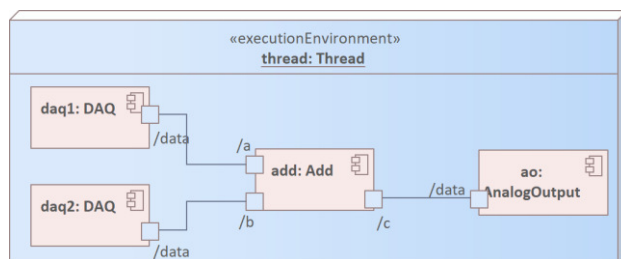 «executionEnvironment»
thread: Thread
daq1: DAQ
/data
/a
add: Add
ao:
AnalogOutput
/data
daq2: DAQ
/b
/c
/data